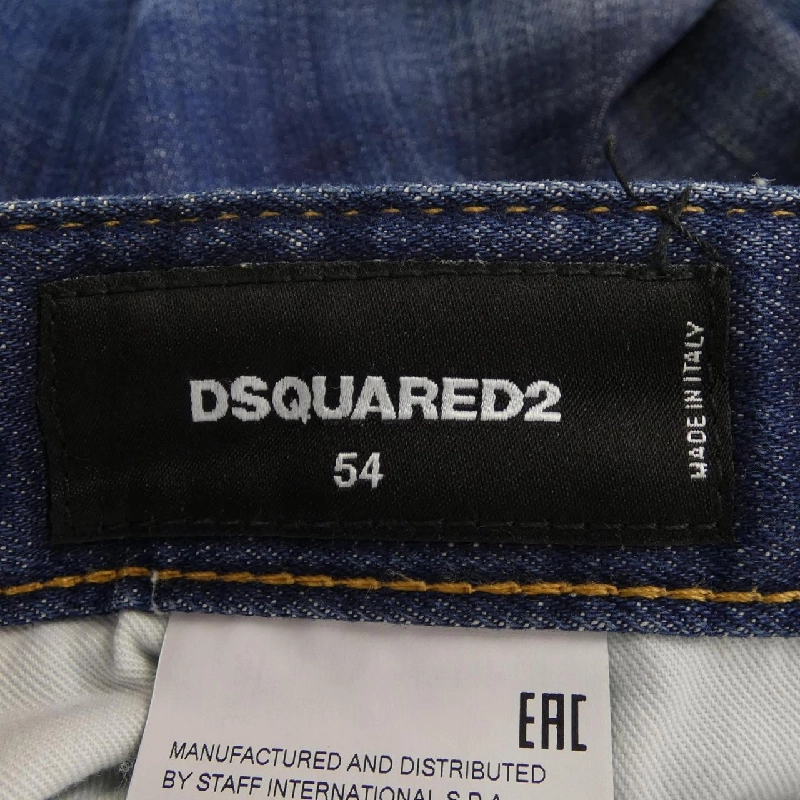 DSQUARED2
54
MADE IN ITALY
EAC
MANUFACTURED AND DISTRIBUTED
BY STAFF INTERNATIONAL S.P.A.